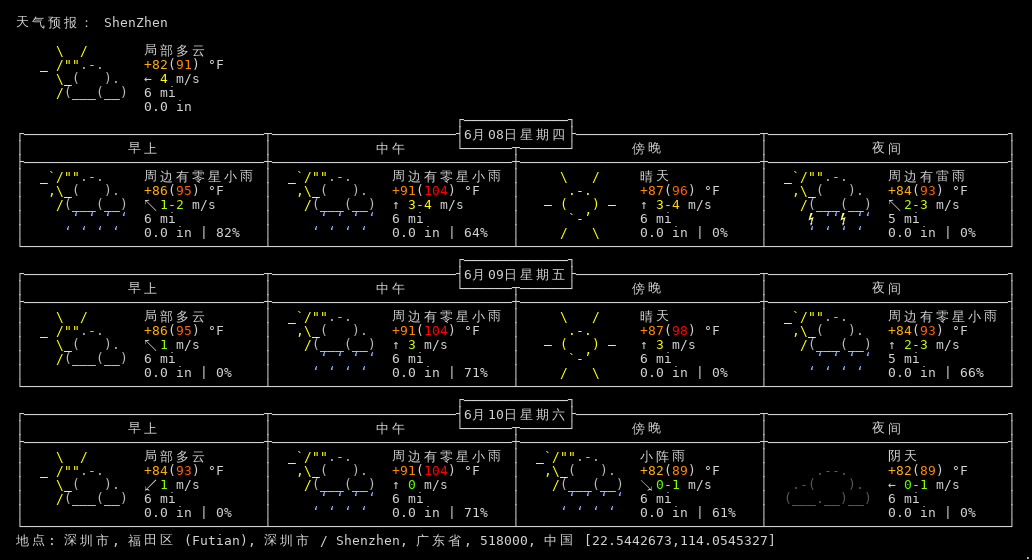 天气预报： ShenZhen
局部多云
+82(91) °F
← 4 m/s
6 mi
0.0 in
6月08日星期四
早上 中午 傍晚 夜间
周边有零星小雨 周边有零星小雨 晴天 周边有雷雨
+86(95) °F +91(104) °F +87(96) °F +84(93) °F
↖ 1-2 m/s ↑ 3-4 m/s ↑ 3-4 m/s ↖ 2-3 m/s
6 mi 6 mi 6 mi 5 mi
0.0 in | 82% 0.0 in | 64% 0.0 in | 0% 0.0 in | 0%
6月09日星期五
早上 中午 傍晚 夜间
局部多云 周边有零星小雨 晴天 周边有零星小雨
+86(95) °F +91(104) °F +87(98) °F +84(93) °F
↖ 1 m/s ↑ 3 m/s ↑ 3 m/s ↑ 2-3 m/s
6 mi 6 mi 6 mi 5 mi
0.0 in | 0% 0.0 in | 71% 0.0 in | 0% 0.0 in | 66%
6月10日星期六
早上 中午 傍晚 夜间
局部多云 周边有零星小雨 小阵雨 阴天
+84(93) °F +91(104) °F +82(89) °F +82(89) °F
↙ 1 m/s ↑ 0 m/s ↘ 0-1 m/s ← 0-1 m/s
6 mi 6 mi 6 mi 6 mi
0.0 in | 0% 0.0 in | 71% 0.0 in | 61% 0.0 in | 0%
地点: 深圳市, 福田区 (Futian), 深圳市 / Shenzhen, 广东省, 518000, 中国 [22.5442673,114.0545327]